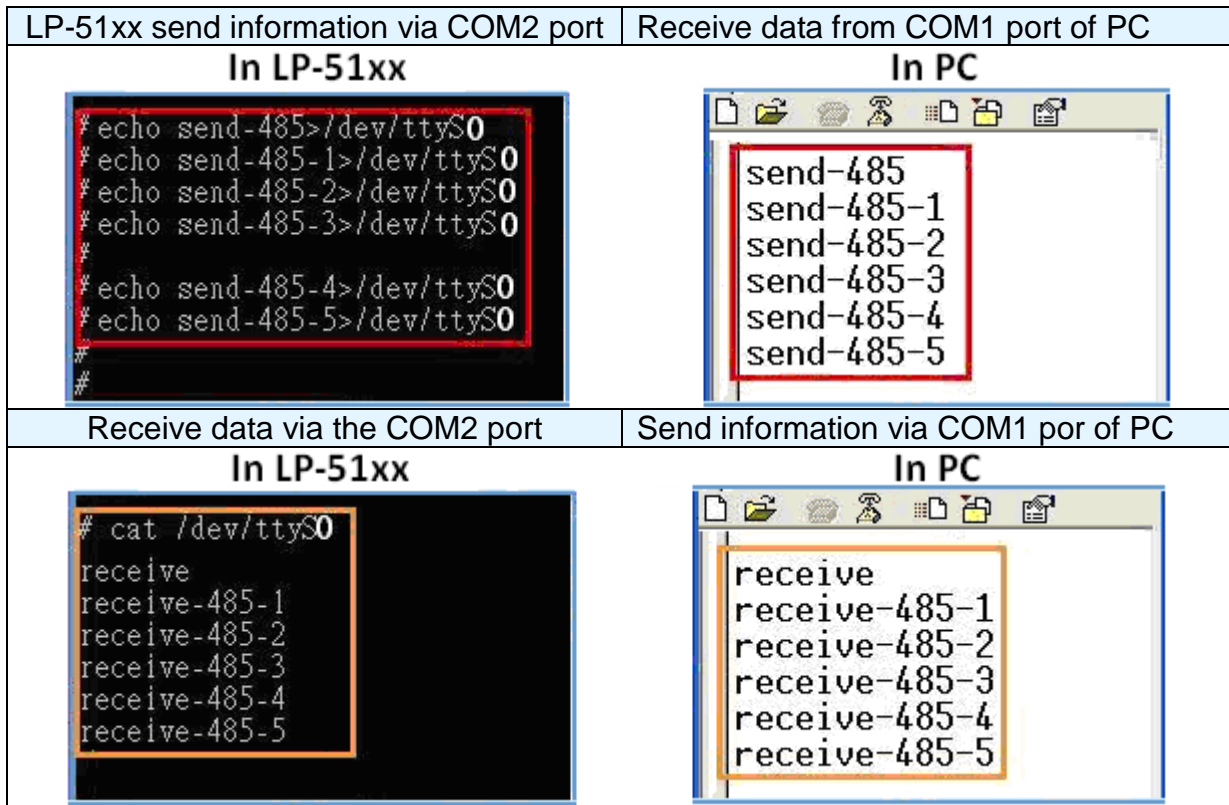 LP-51xx send information via COM2 port
Receive data from COM1 port of PC
In LP-51xx
# echo send-485>/dev/ttyS0
# echo send-485-1>/dev/ttyS0
# echo send-485-2>/dev/ttyS0
# echo send-485-3>/dev/ttyS0
#
# echo send-485-4>/dev/ttyS0
# echo send-485-5>/dev/ttyS0
#
#
In PC
send-485
send-485-1
send-485-2
send-485-3
send-485-4
send-485-5
Receive data via the COM2 port
Send information via COM1 por of PC
In LP-51xx
# cat /dev/ttyS0
receive
receive-485-1
receive-485-2
receive-485-3
receive-485-4
receive-485-5
In PC
receive
receive-485-1
receive-485-2
receive-485-3
receive-485-4
receive-485-5